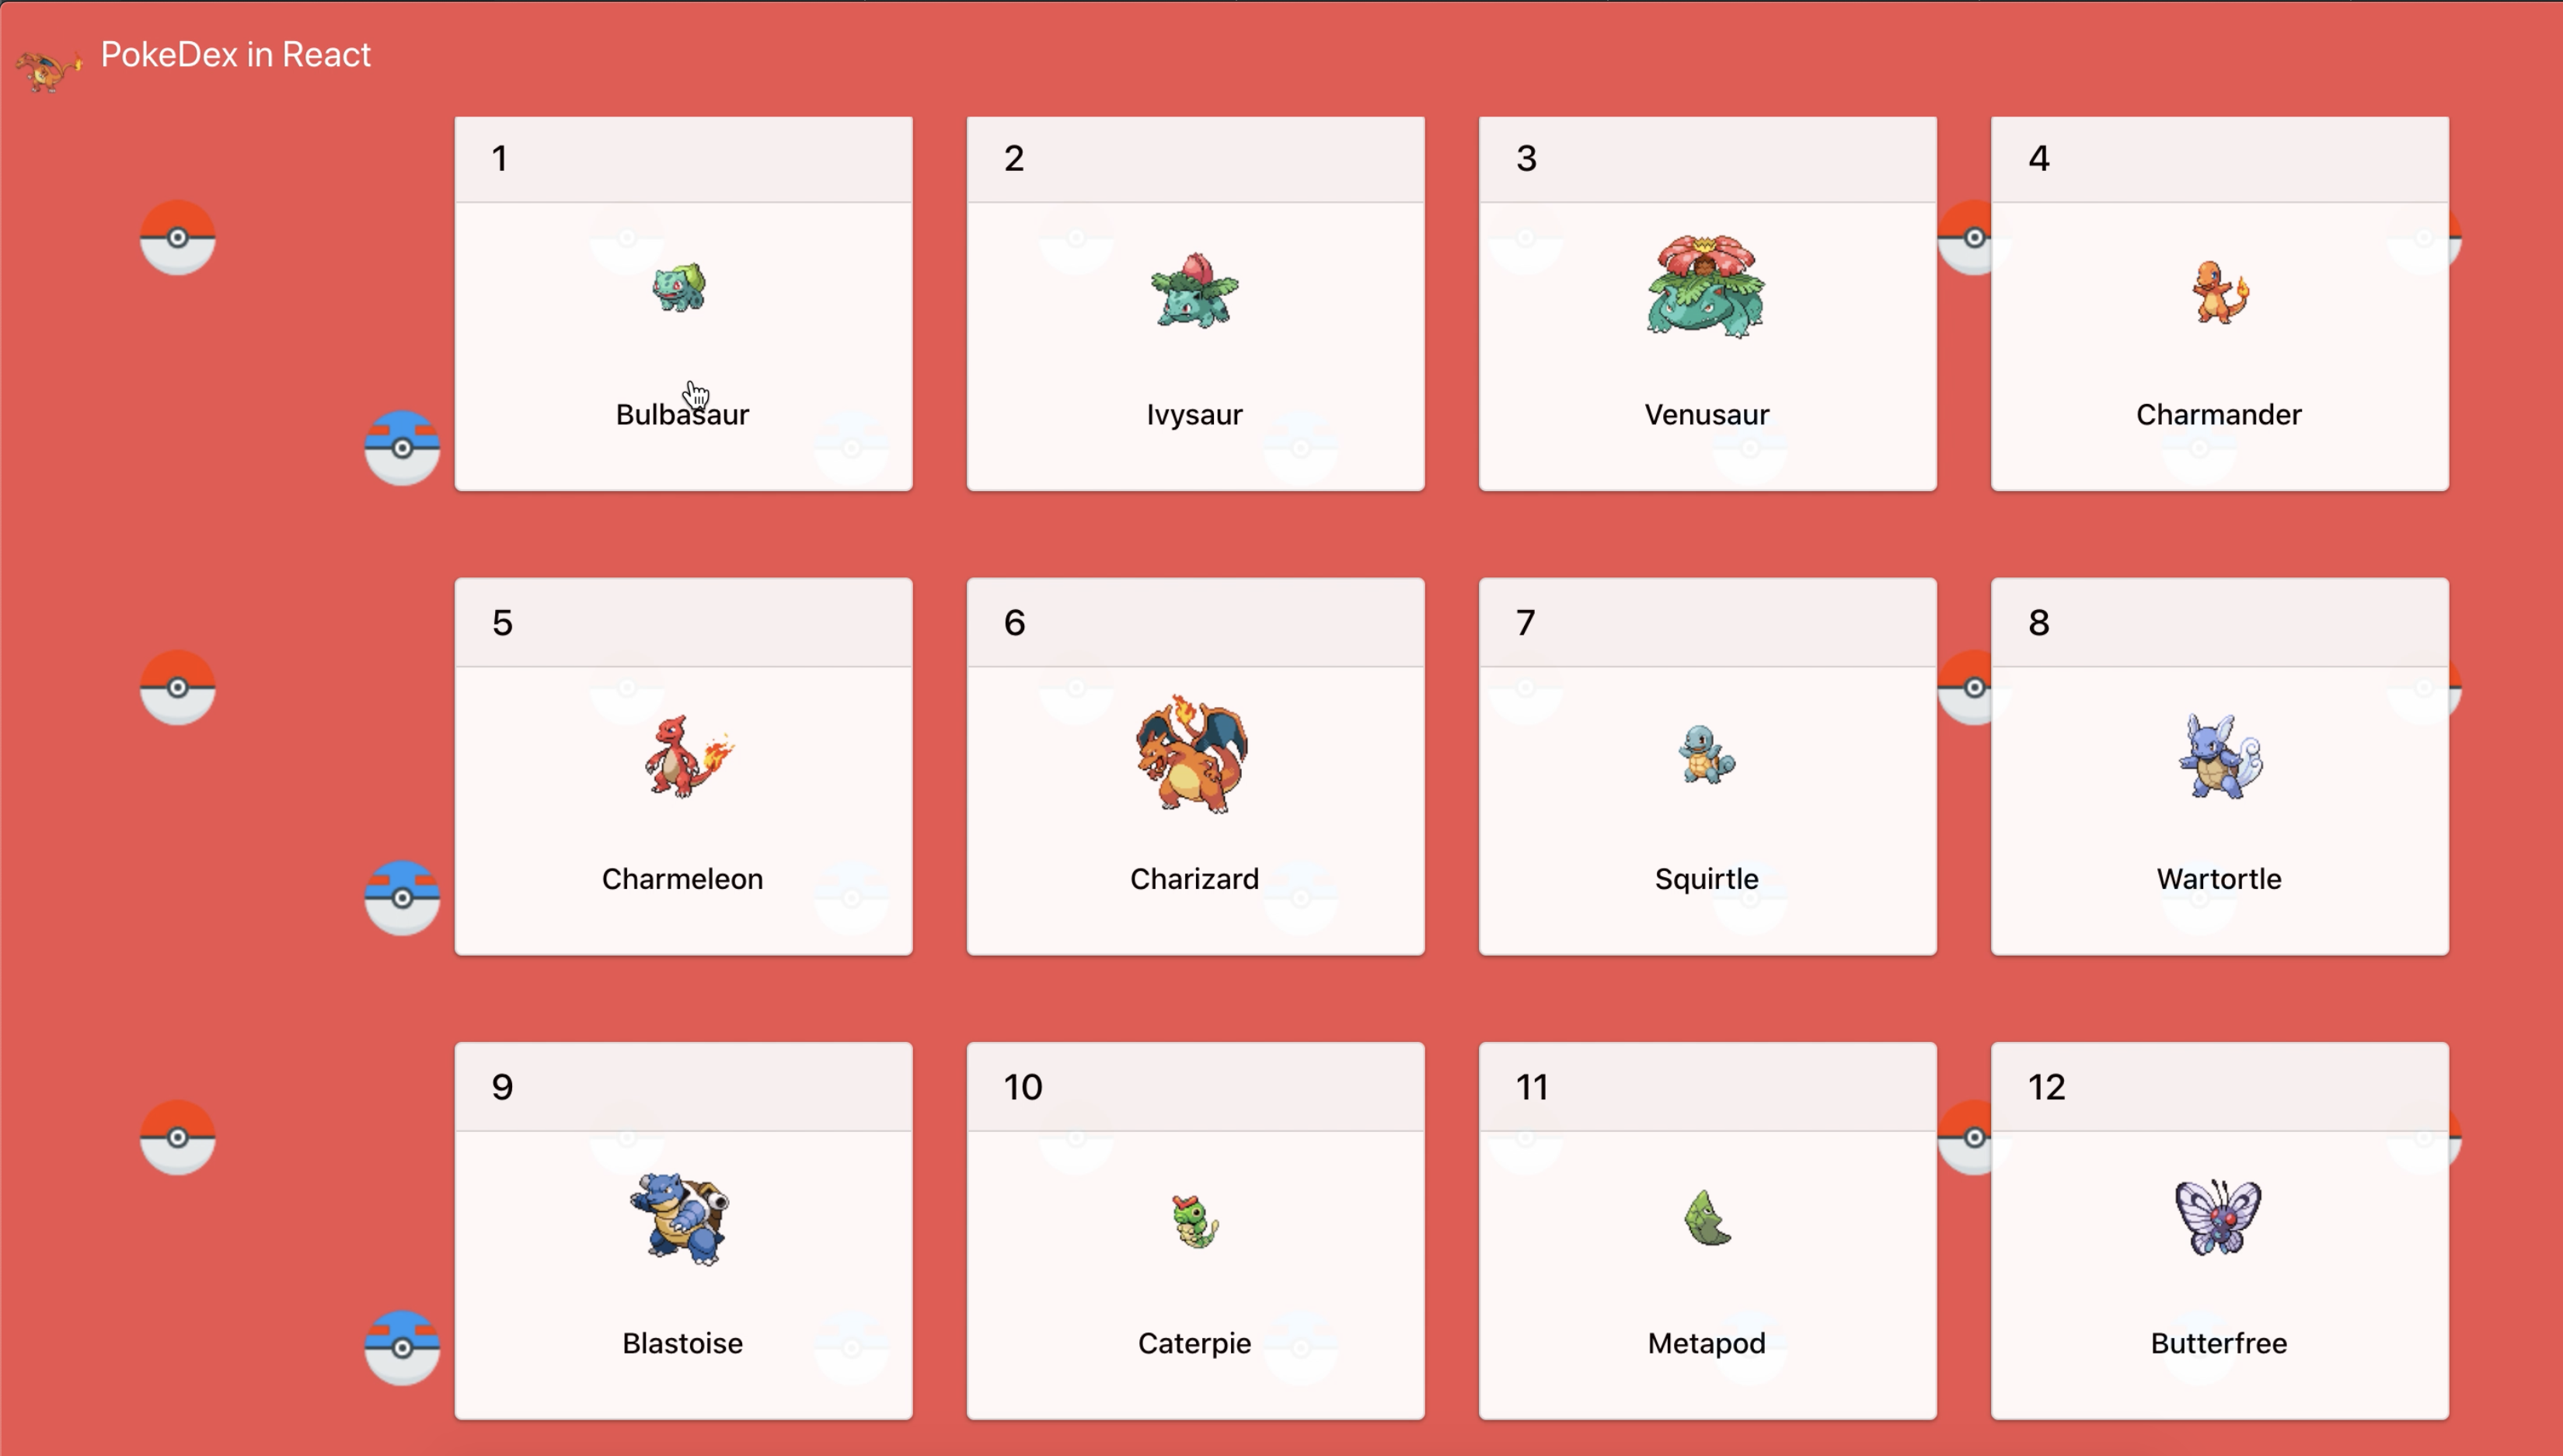 PokeDex in React
1
2
3
4
Bulbasaur
Ivysaur
Venusaur
Charmander
5
6
7
8
Charmeleon
Charizard
Squirtle
Wartortle
9
10
11
12
Blastoise
Caterpie
Metapod
Butterfree